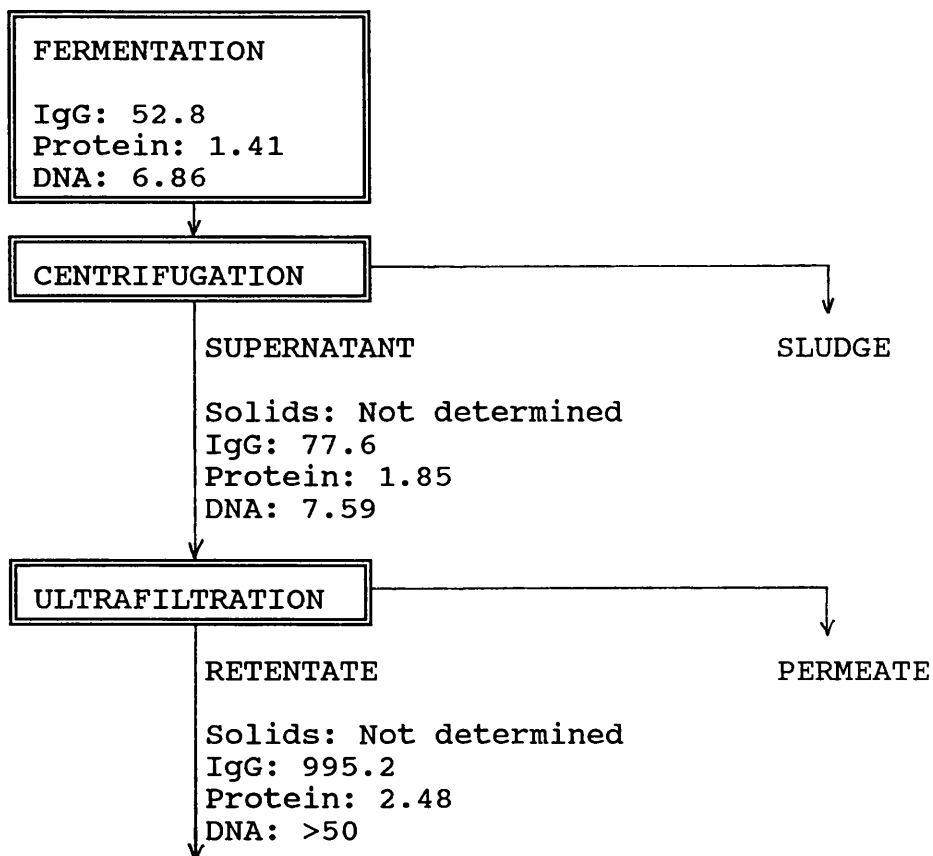 FERMENTATION
IgG: 52.8
Protein: 1.41
DNA: 6.86
CENTRIFUGATION
SUPERNATANT
SLUDGE
Solids: Not determined
IgG: 77.6
Protein: 1.85
DNA: 7.59
ULTRAFILTRATION
RETENTATE
PERMEATE
Solids: Not determined
IgG: 995.2
Protein: 2.48
DNA: >50